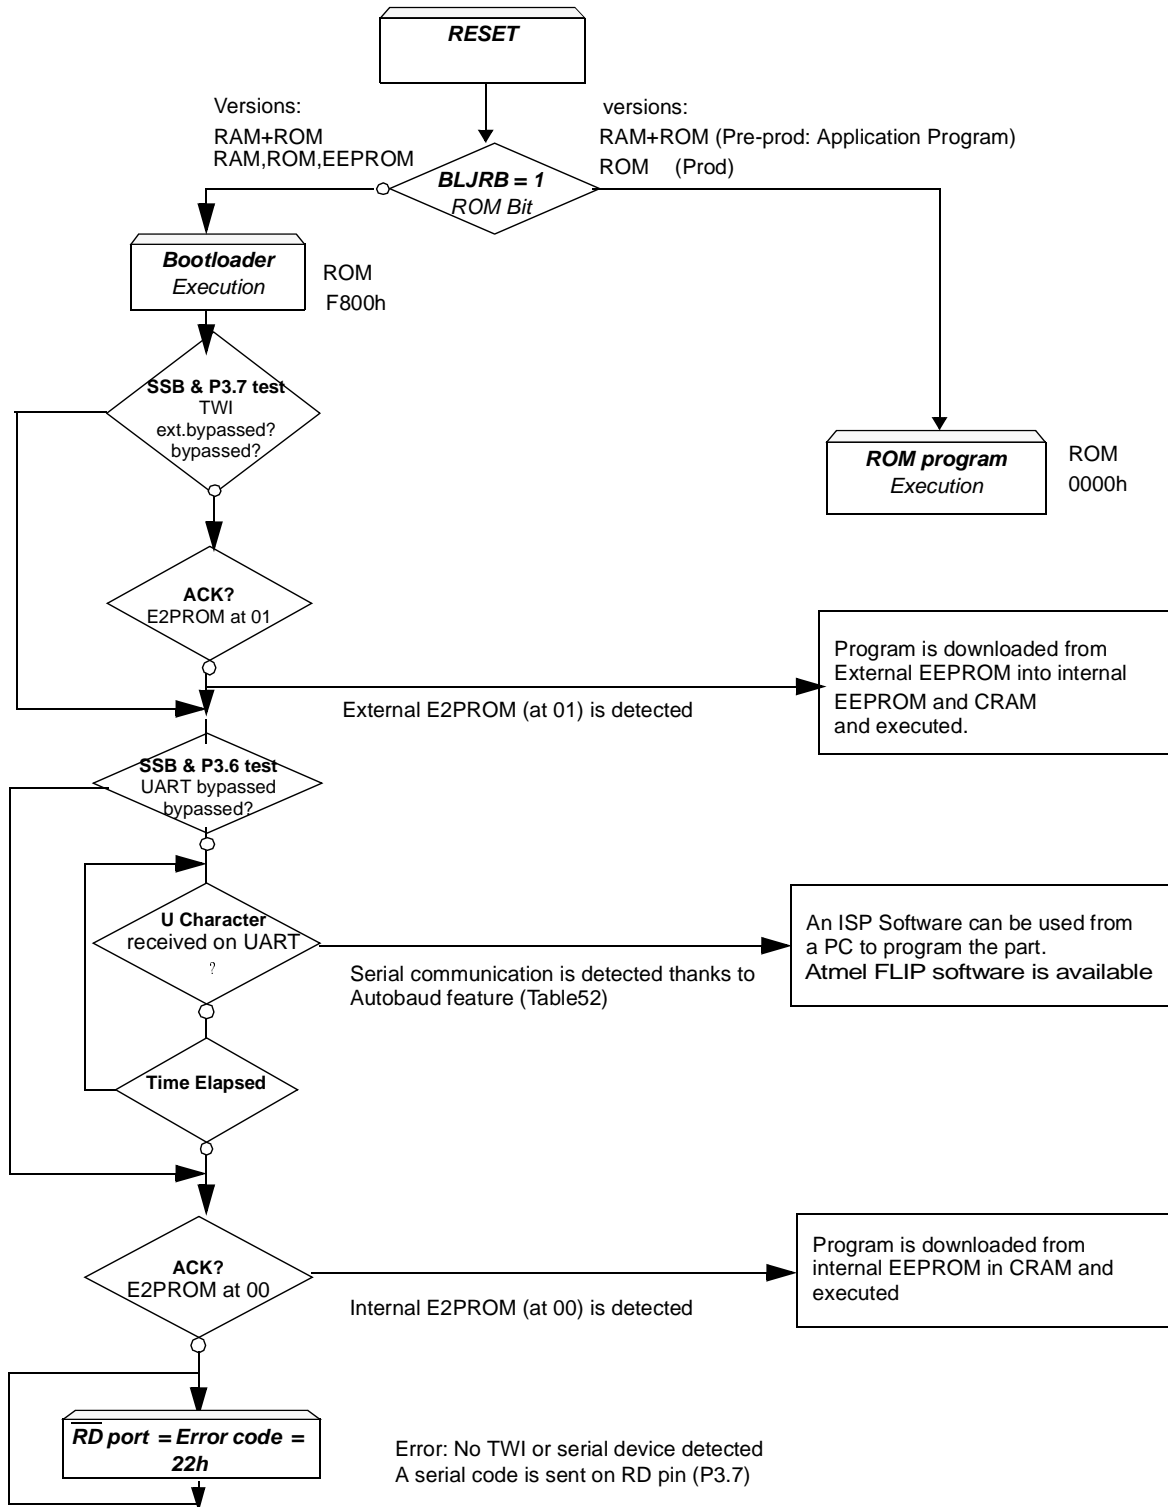 RESET
Versions:
RAM+ROM
RAM,ROM,EEPROM
versions:
RAM+ROM (Pre-prod: Application Program)
ROM (Prod)
BLJRB = 1
ROM Bit
Bootloader
Execution
ROM
F800h
SSB & P3.7 test
TWI
ext.bypassed?
bypassed?
ROM program
Execution
ROM
0000h
ACK?
E2PROM at 01
External E2PROM (at 01) is detected
Program is downloaded from
External EEPROM into internal
EEPROM and CRAM
and executed.
SSB & P3.6 test
UART bypassed
bypassed?
U Character
received on UART
?
Serial communication is detected thanks to
Autobaud feature (Table52)
An ISP Software can be used from
a PC to program the part.
Atmel FLIP software is available
Time Elapsed
ACK?
E2PROM at 00
Internal E2PROM (at 00) is detected
Program is downloaded from
internal EEPROM in CRAM and
executed
RD port = Error code =
22h
Error: No TWI or serial device detected
A serial code is sent on RD pin (P3.7)